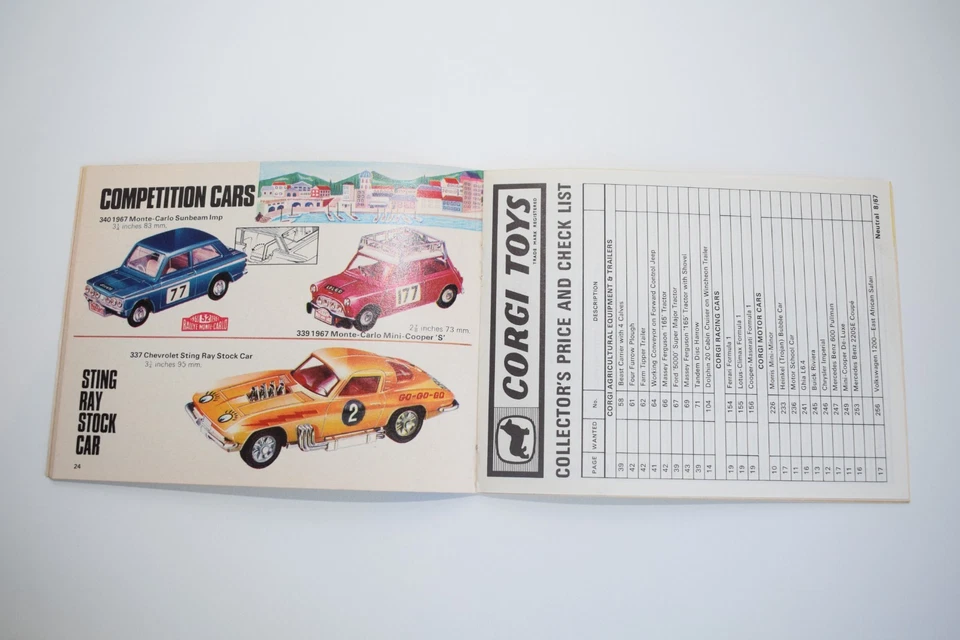 COMPETITION CARS
340 1967 Monte-Carlo Sunbeam Imp
3¼ inches 83 mm.
77
52
RALLYE MONTE-CARLO
177
2⅞ inches 73 mm.
339 1967 Monte-Carlo Mini-Cooper 'S'
337 Chevrolet Sting Ray Stock Car
3¾ inches 95 mm.
STING
RAY
STOCK
CAR
GO-GO-GO
2
24
CORGI TOYS
TRADE MARK REGISTERED
COLLECTOR'S PRICE AND CHECK LIST
PAGE WANTED No. DESCRIPTION
CORGI AGRICULTURAL EQUIPMENT & TRAILERS
39 58 Beast Carrier with 4 Calves
42 61 Four Furrow Plough
42 62 Farm Tipper Trailer
41 64 Working Conveyor on Forward Control Jeep
42 66 Massey Ferguson '165' Tractor
39 67 Ford '5000' Super Major Tractor
43 69 Massey Ferguson '165' Tractor with Shovel
39 71 Tandem Disc Harrow
14 104 Dolphin 20 Cabin Cruiser on Wincheon Trailer
CORGI RACING CARS
19 154 Ferrari Formula 1
19 155 Lotus-Climax Formula 1
19 156 Cooper-Maserati Formula 1
CORGI MOTOR CARS
10 226 Morris Mini-Minor
17 233 Heinkel (Trojan) Bubble Car
11 236 Motor School Car
16 241 Ghia L6.4
13 245 Buick Riviera
12 246 Chrysler Imperial
17 247 Mercedes Benz 600 Pullman
11 249 Mini-Cooper De-Luxe
16 253 Mercedes Benz 220SE Coupe
17 256 Volkswagen 1200—East African Safari
Neutral 8/67